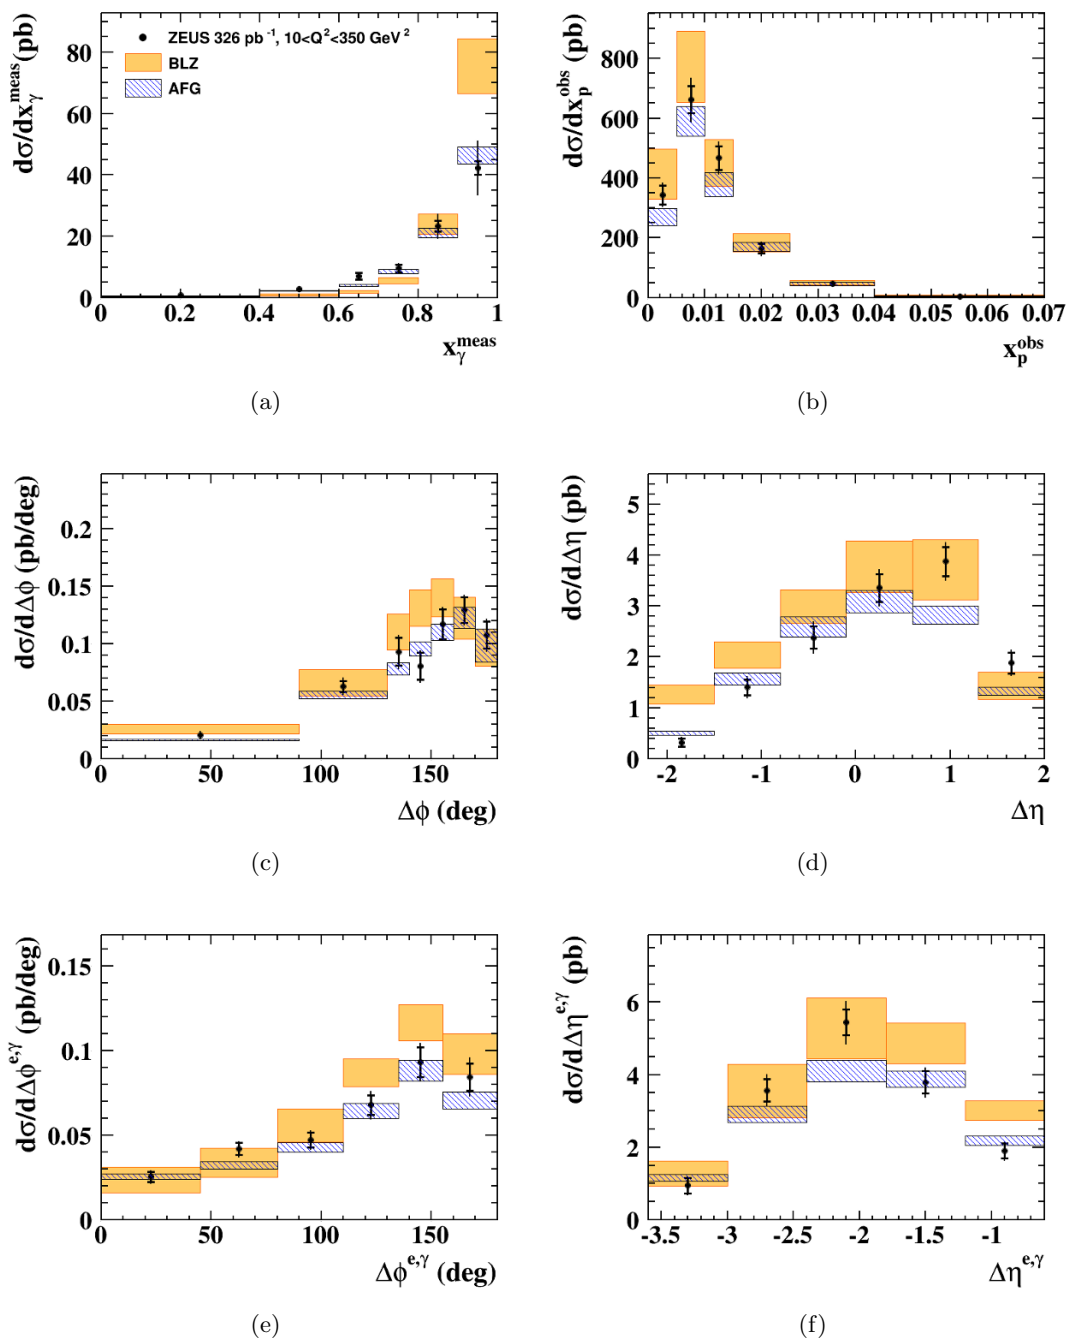 dσ/dx_γ^meas (pb)
80
60
40
20
0
ZEUS 326 pb⁻¹, 10<Q²<350 GeV²
BLZ
AFG
0 0.2 0.4 0.6 0.8 1
x_γ^meas
(a)
dσ/dx_p^obs (pb)
800
600
400
200
0
0 0.01 0.02 0.03 0.04 0.05 0.06 0.07
x_p^obs
(b)
dσ/dΔϕ (pb/deg)
0.2
0.15
0.1
0.05
0
0 50 100 150
Δϕ (deg)
(c)
dσ/dΔη (pb)
5
4
3
2
1
0
-2 -1 0 1 2
Δη
(d)
dσ/dΔϕ^e,γ (pb/deg)
0.15
0.1
0.05
0
0 50 100 150
Δϕ^e,γ (deg)
(e)
dσ/dΔη^e,γ (pb)
6
4
2
0
-3.5 -3 -2.5 -2 -1.5 -1
Δη^e,γ
(f)